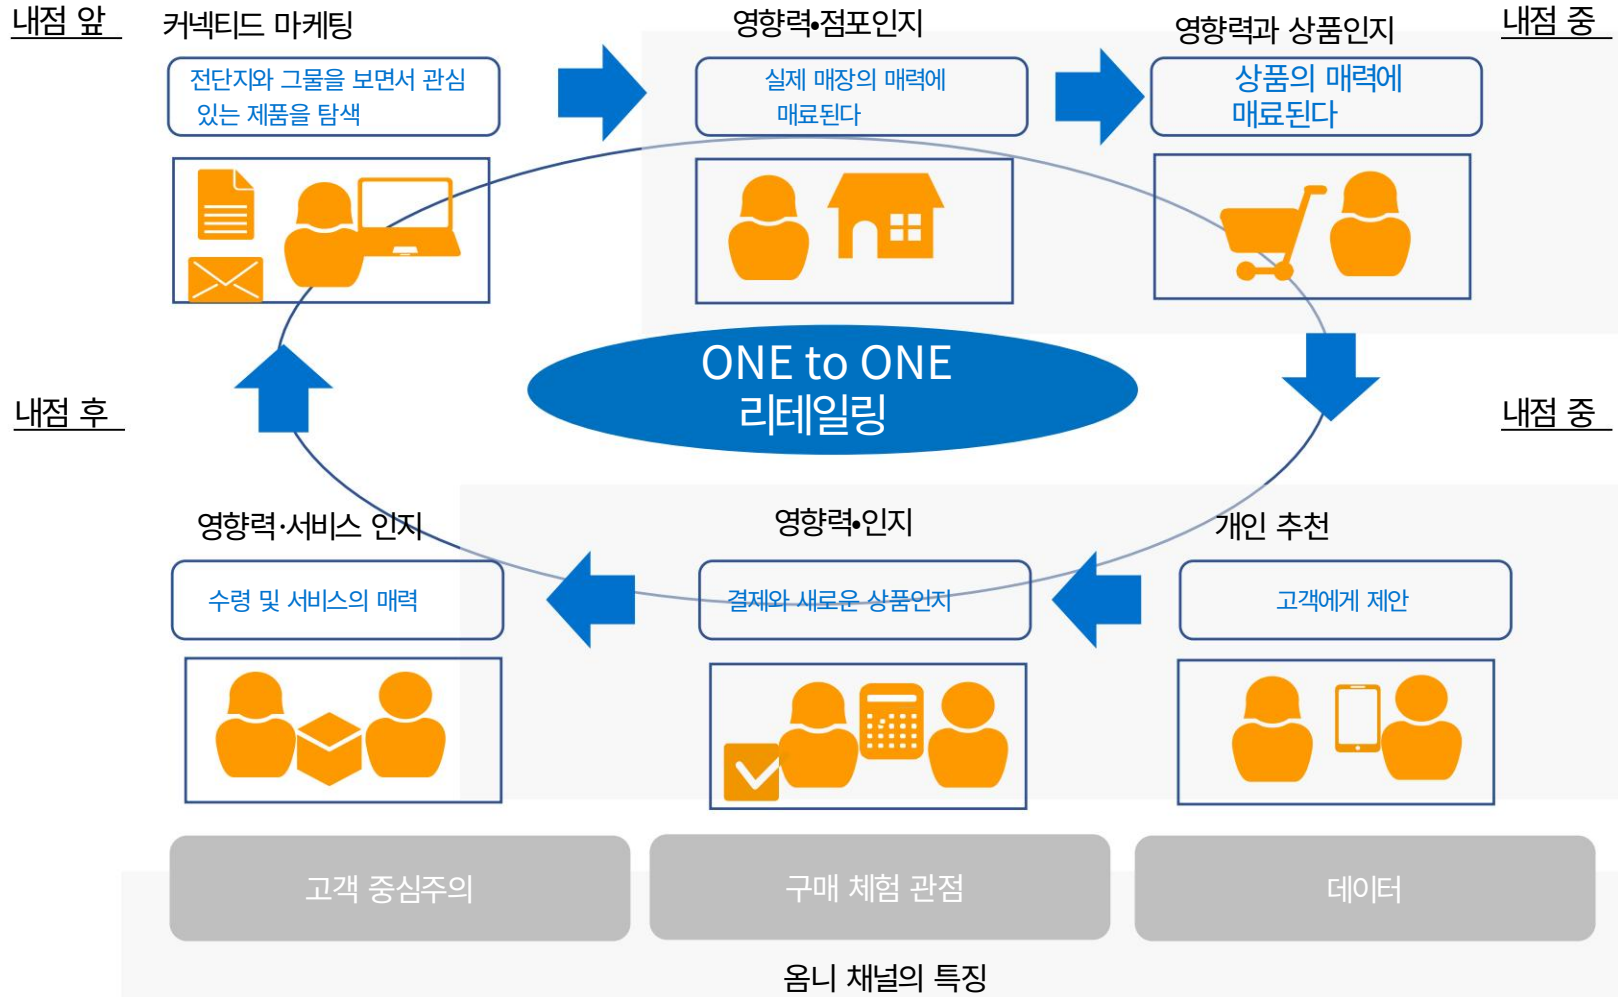 내점 앞
커넥티드 마케팅
영향력•점포인지
영향력과 상품인지
내점 중
전단지와 그물을 보면서 관심
있는 제품을 탐색
실제 매장의 매력에
매료된다
상품의 매력에
매료된다
ONE to ONE
리테일링
내점 후
내점 중
영향력·서비스 인지
영향력•인지
개인 추천
수령 및 서비스의 매력
결제와 새로운 상품인지
고객에게 제안
고객 중심주의
구매 체험 관점
데이터
옴니 채널의 특징